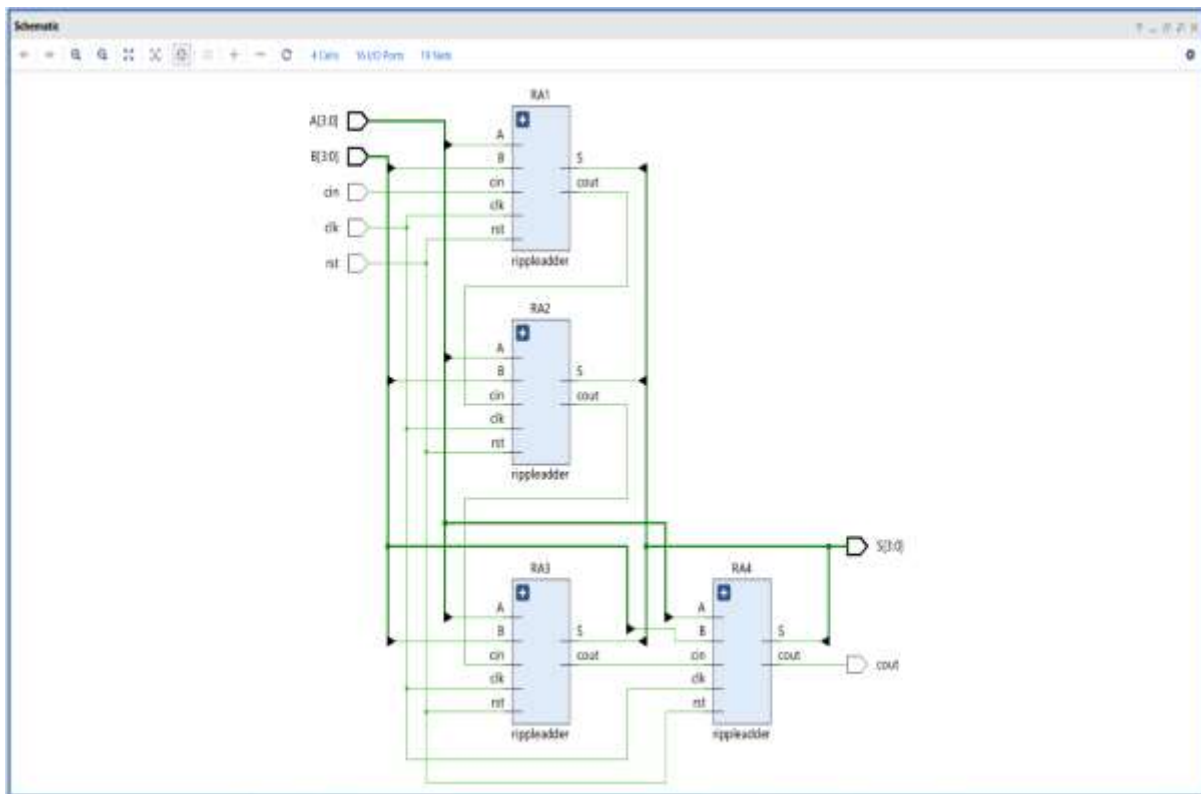 Schematic
4 Cells 16 I/O Ports 19 Nets
RA1
A[3:0]
A
B[3:0]
B S
cin cin cout
clk clk
rst rst
rippleadder
RA2
A
B S
cin cout
clk
rst
rippleadder
S[3:0]
RA3 RA4
A A
B S B S
cin cout cin cout cout
clk clk
rst rst
rippleadder rippleadder